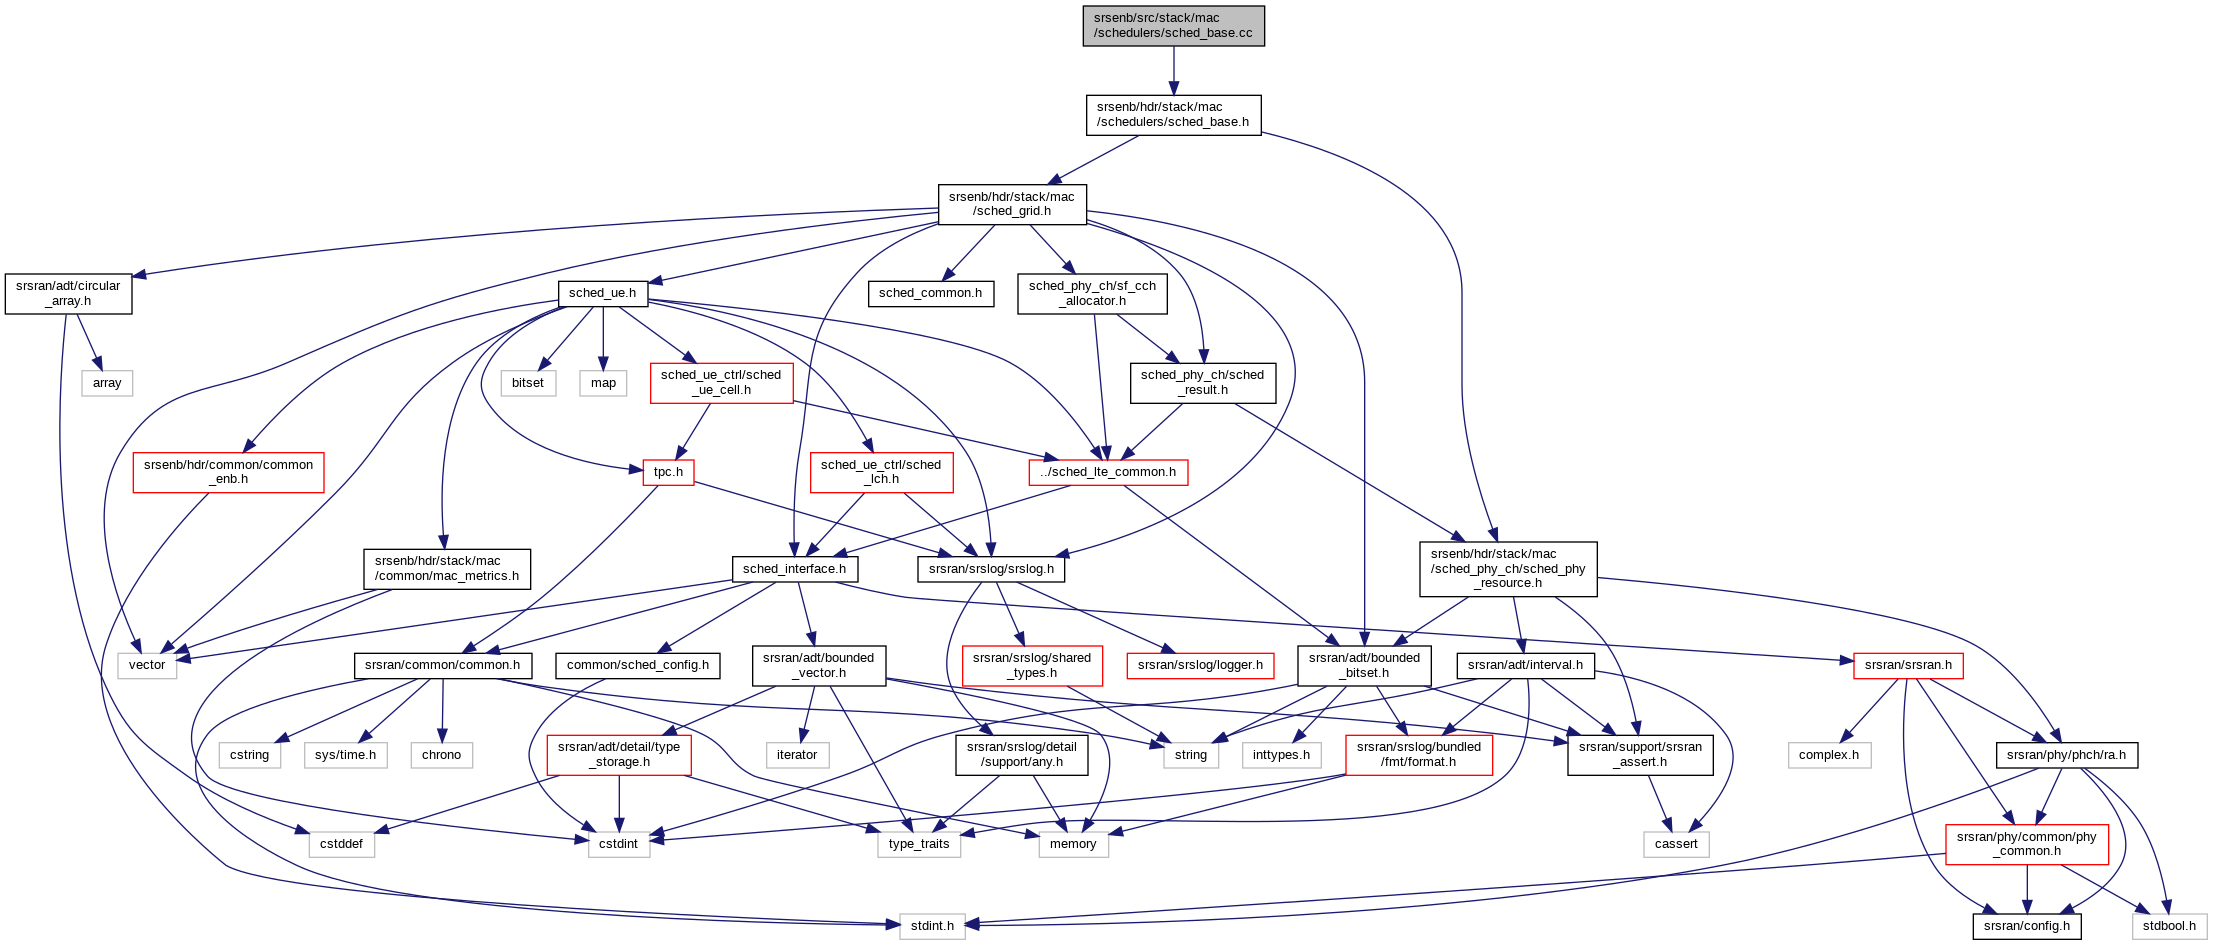 srsenb/src/stack/mac
/schedulers/sched_base.cc
srsenb/hdr/stack/mac
/schedulers/sched_base.h
srsenb/hdr/stack/mac
/sched_grid.h
srsran/adt/circular
_array.h
sched_ue.h
sched_common.h
sched_phy_ch/sf_cch
_allocator.h
array
bitset
map
sched_ue_ctrl/sched
_ue_cell.h
sched_phy_ch/sched
_result.h
srsenb/hdr/common/common
_enb.h
tpc.h
sched_ue_ctrl/sched
_lch.h
../sched_lte_common.h
srsenb/hdr/stack/mac
/common/mac_metrics.h
sched_interface.h
srsran/srslog/srslog.h
srsenb/hdr/stack/mac
/sched_phy_ch/sched_phy
_resource.h
vector
srsran/common/common.h
common/sched_config.h
srsran/adt/bounded
_vector.h
srsran/srslog/shared
_types.h
srsran/srslog/logger.h
srsran/adt/bounded
_bitset.h
srsran/adt/interval.h
srsran/srsran.h
cstring
sys/time.h
chrono
srsran/adt/detail/type
_storage.h
iterator
srsran/srslog/detail
/support/any.h
string
inttypes.h
srsran/srslog/bundled
/fmt/format.h
srsran/support/srsran
_assert.h
complex.h
srsran/phy/phch/ra.h
cstddef
cstdint
type_traits
memory
cassert
srsran/phy/common/phy
_common.h
stdint.h
srsran/config.h
stdbool.h